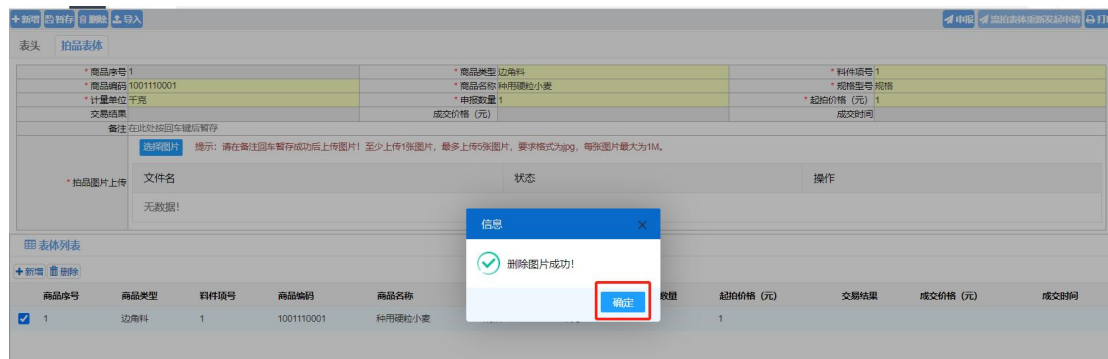 新增 暂存 删除 导入 申报 流拍表体重新发起申请 打
表头 拍品表体
*商品序号 1 *商品类型 边角料 *料件项号 1
*商品编码 1001110001 *商品名称 种用硬粒小麦 *规格型号 规格
*计量单位 千克 *申报数量 1 *起拍价格（元） 1
交易结果 成交价格（元） 成交时间
备注 在此处按回车键后暂存
选择图片 提示：请在备注回车暂存成功后上传图片！至少上传1张图片，最多上传5张图片，要求格式为jpg，每张图片最大为1M。
*拍品图片上传 文件名 状态 操作
无数据！
信息
删除图片成功！
确定
表体列表
新增 删除
商品序号 商品类型 料件项号 商品编码 商品名称 数量 起拍价格（元） 交易结果 成交价格（元） 成交时间
1 边角料 1 1001110001 种用硬粒小麦 1